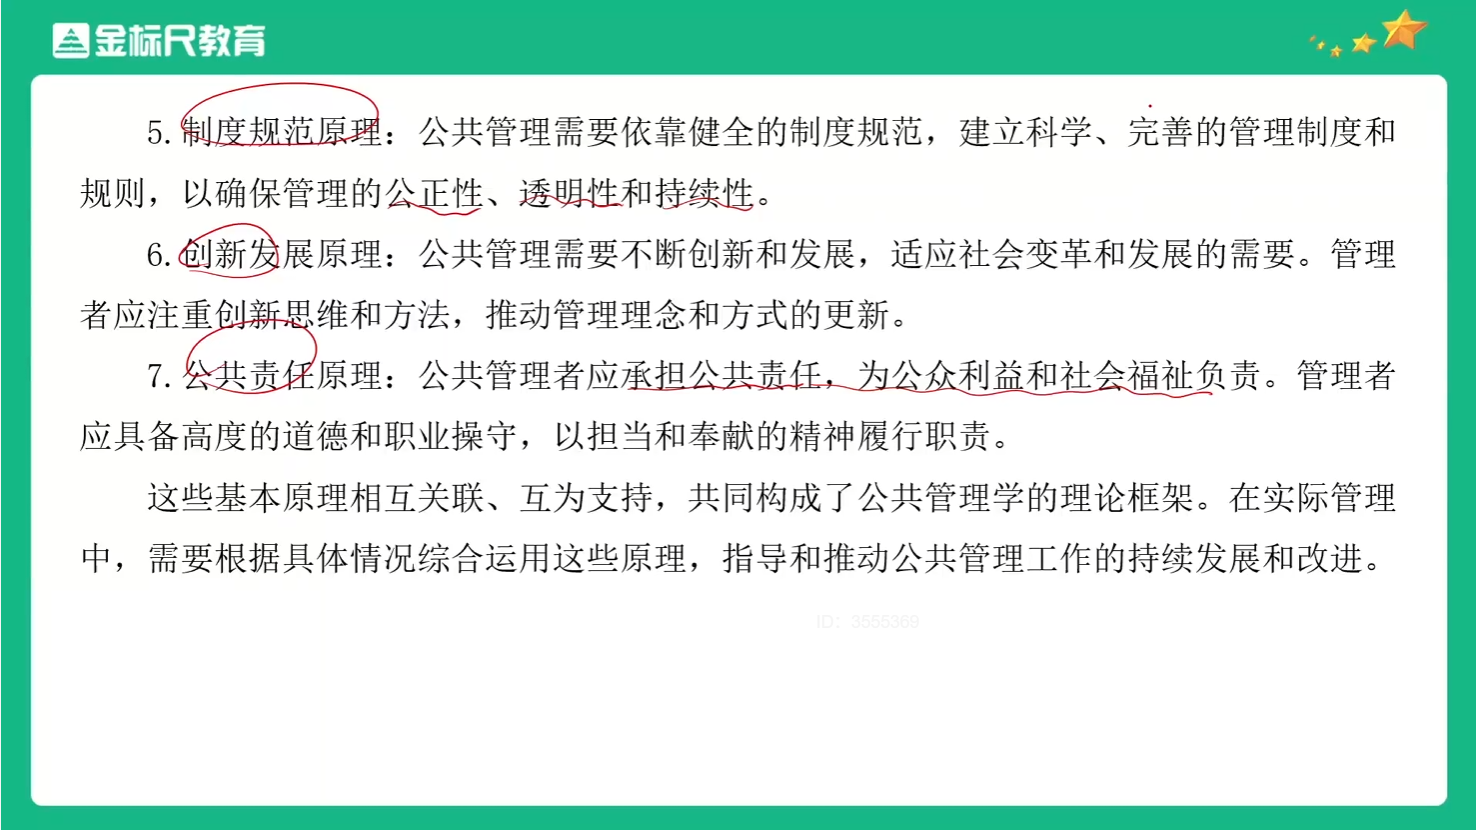 金标尺教育
5.制度规范原理：公共管理需要依靠健全的制度规范，建立科学、完善的管理制度和
规则，以确保管理的公正性、透明性和持续性。
6.创新发展原理：公共管理需要不断创新和发展，适应社会变革和发展的需要。管理
者应注重创新思维和方法，推动管理理念和方式的更新。
7.公共责任原理：公共管理者应承担公共责任，为公众利益和社会福祉负责。管理者
应具备高度的道德和职业操守，以担当和奉献的精神履行职责。
这些基本原理相互关联、互为支持，共同构成了公共管理学的理论框架。在实际管理
中，需要根据具体情况综合运用这些原理，指导和推动公共管理工作的持续发展和改进。
ID：3555369